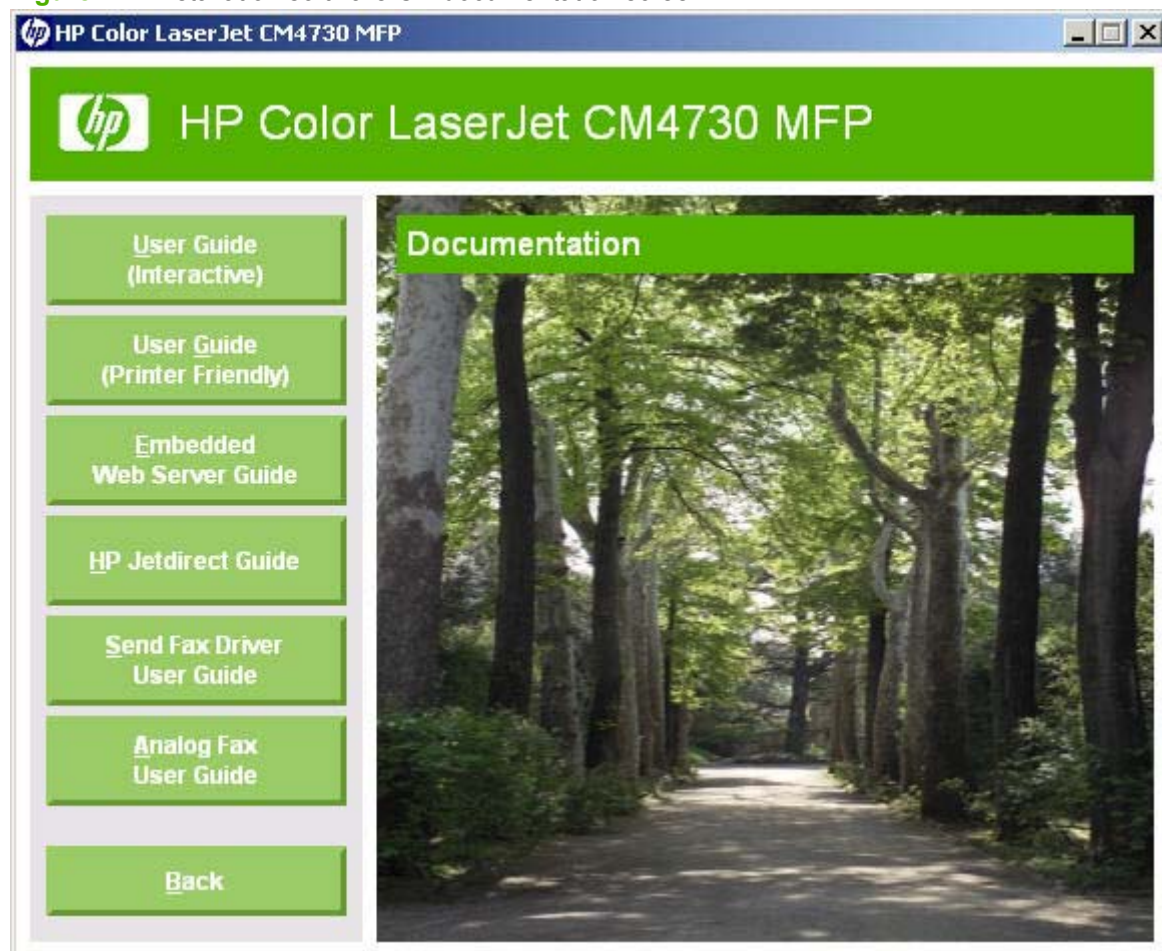 HP Color LaserJet CM4730 MFP
hp HP Color LaserJet CM4730 MFP
Documentation
User Guide
(Interactive)
User Guide
(Printer Friendly)
Embedded
Web Server Guide
HP Jetdirect Guide
Send Fax Driver
User Guide
Analog Fax
User Guide
Back